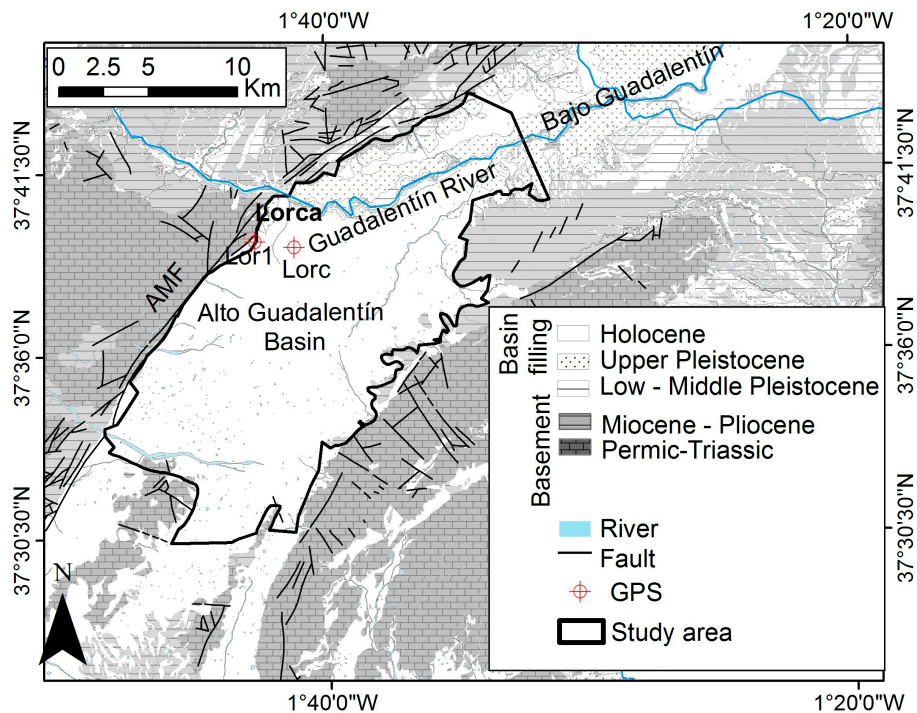 1°40'0"W
1°20'0"W
0 2.5 5 10
Km
Bajo Guadalentín
37°41'30"N
37°41'30"N
Guadalentín River
Lorca
Lor1
Lorc
AMF
Alto Guadalentín
Basin
37°36'0"N
37°36'0"N
Basin
filling
Holocene
Upper Pleistocene
Low - Middle Pleistocene
Basement
Miocene - Pliocene
Permic-Triassic
River
Fault
GPS
Study area
37°30'30"N
37°30'30"N
N
1°40'0"W
1°20'0"W